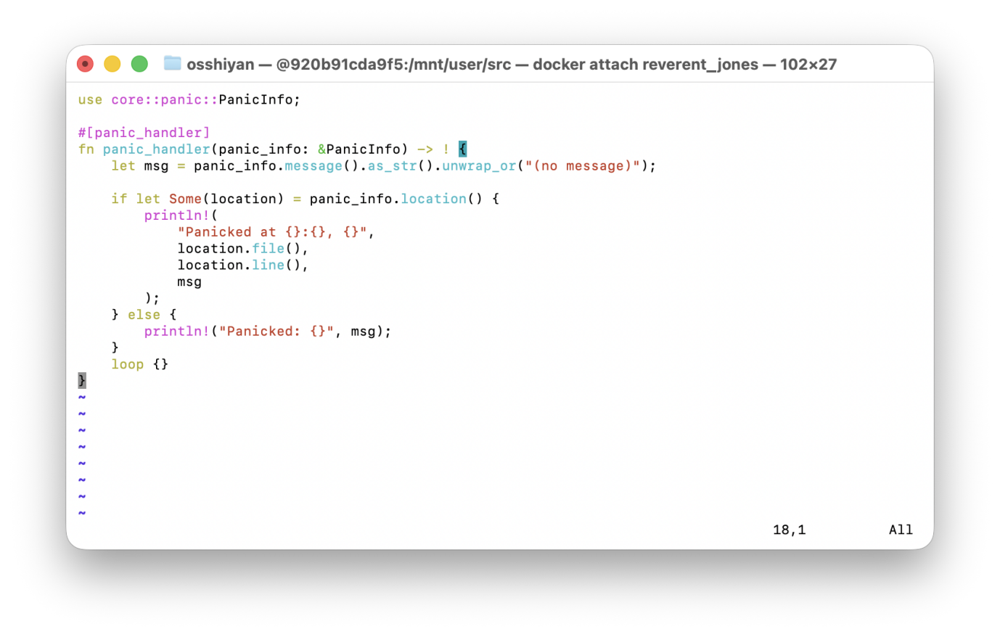 osshiyan — @920b91cda9f5:/mnt/user/src — docker attach reverent_jones — 102×27
use core::panic::PanicInfo;

#[panic_handler]
fn panic_handler(panic_info: &PanicInfo) -> ! {
    let msg = panic_info.message().as_str().unwrap_or("(no message)");

    if let Some(location) = panic_info.location() {
        println!(
            "Panicked at {}:{}, {}",
            location.file(),
            location.line(),
            msg
        );
    } else {
        println!("Panicked: {}", msg);
    }
    loop {}
}
~
~
~
~
~
~
~
~
18,1 All